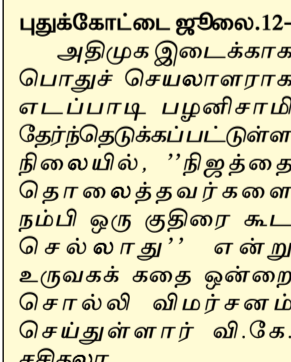 புதுக்கோட்டை ஜூலை.12-
அதிமுக இடைக்காக
பொதுச் செயலாளராக
எடப்பாடி பழனிசாமி
தேர்ந்தெடுக்கப்பட்டுள்ள
நிலையில், ’’நிஜத்தை
தொலைத்தவர்களை
நம்பி ஒரு குதிரை கூட
செல்லாது’’ என்று
உருவகக் கதை ஒன்றை
சொல்லி விமர்சனம்
செய்துள்ளார் வி.கே.